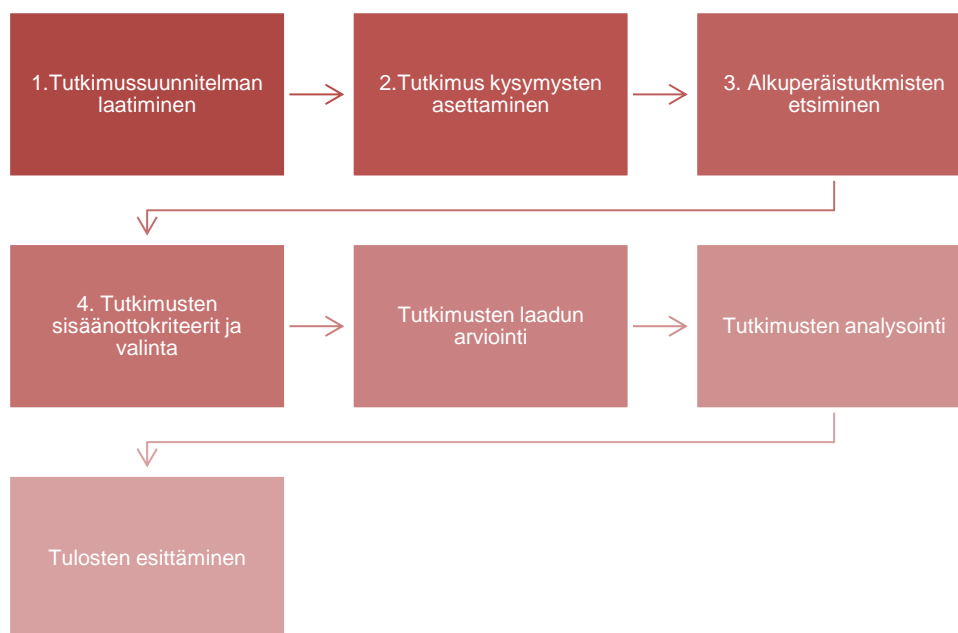 1.Tutkimussuunnitelman
laatiminen
2.Tutkimus kysymysten
asettaminen
3. Alkuperäistutkmisten
etsiminen
4. Tutkimusten
sisäänottokriteerit ja
valinta
Tutkimusten laadun
arviointi
Tutkimusten analysointi
Tulosten esittäminen